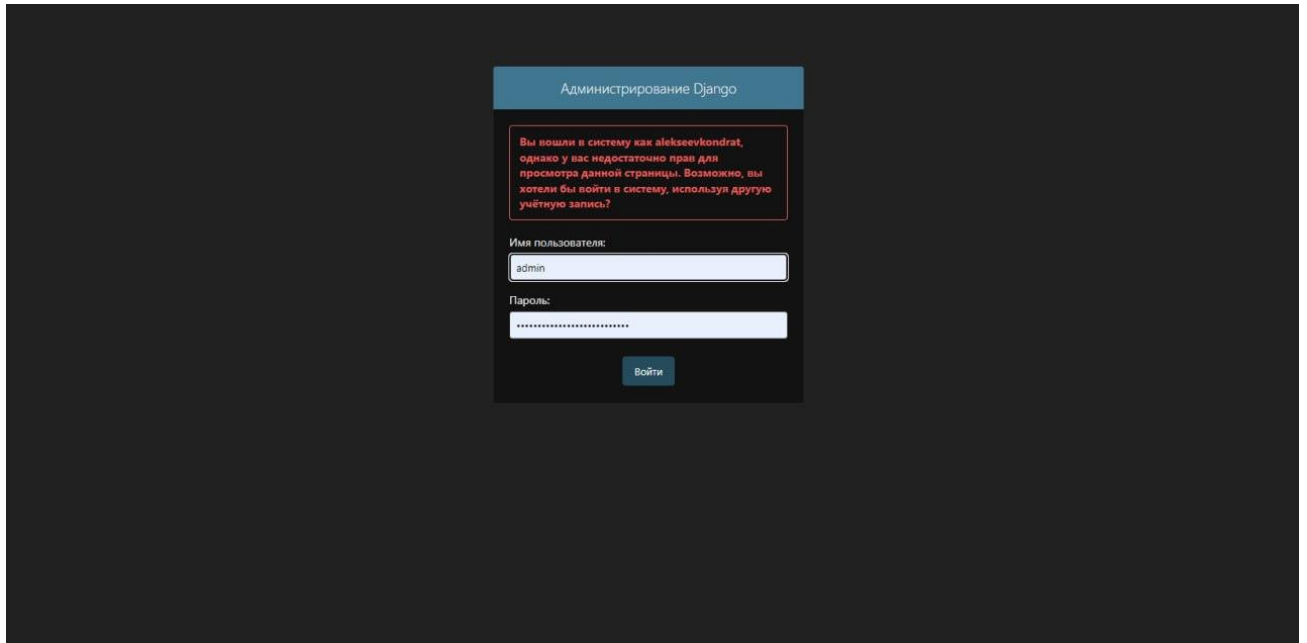 Администрирование Django
Вы вошли в систему как alekseevkondrat,
однако у вас недостаточно прав для
просмотра данной страницы. Возможно, вы
хотели бы войти в систему, используя другую
учётную запись?
Имя пользователя:
admin
Пароль:
Войти